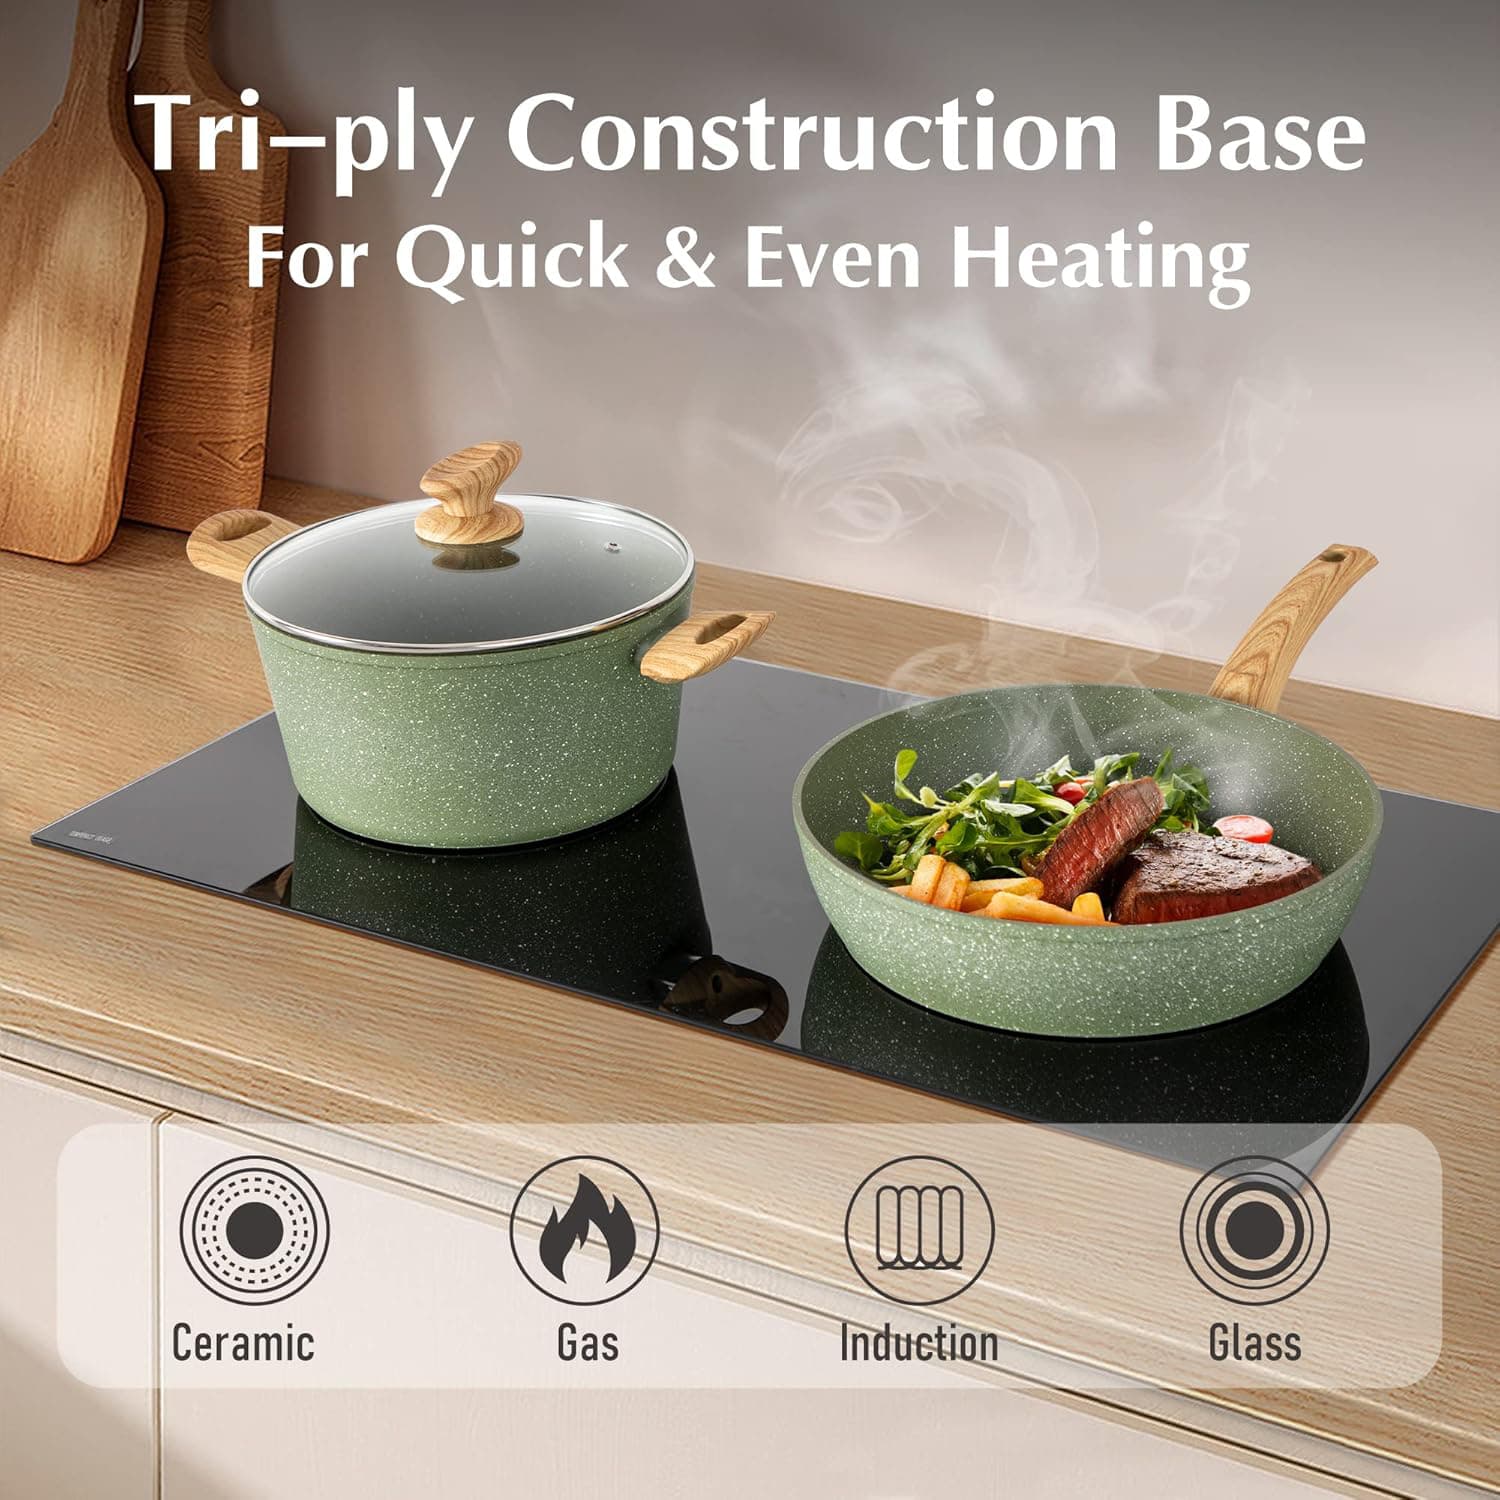 Tri-ply Construction Base
For Quick & Even Heating
Ceramic
Gas
Induction
Glass